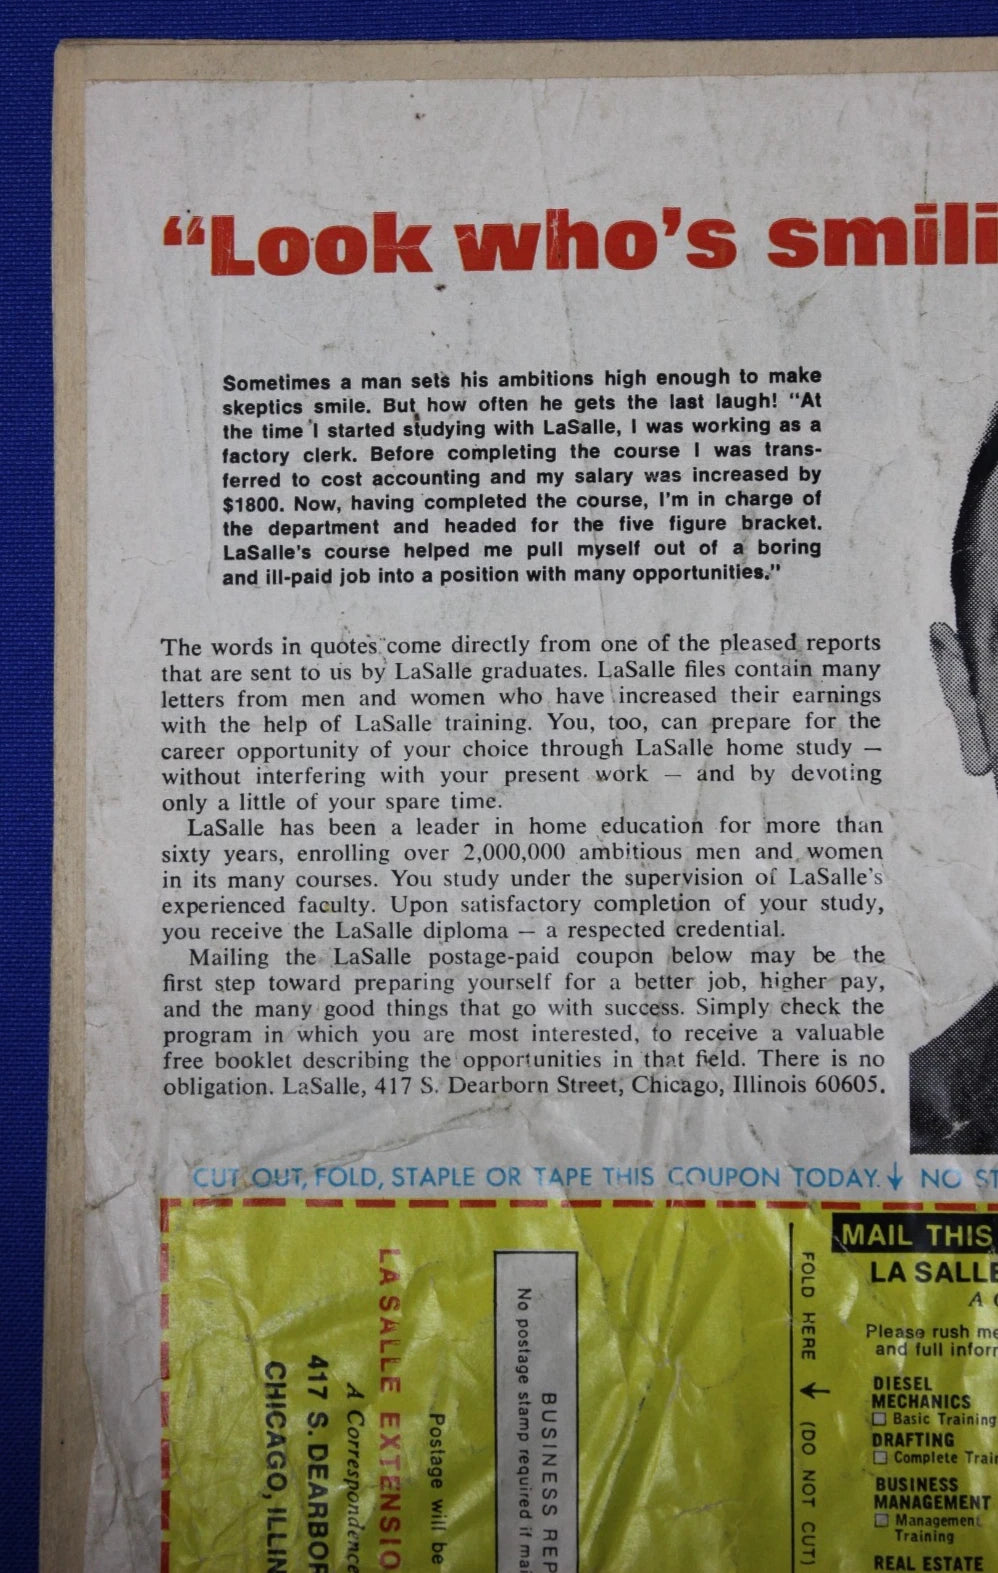 “Look who's
Sometimes a man sets his ambitions high enough to make
skeptics smile. But how often he gets the last laugh! “At
the time I started studying with LaSalle, I was working as a
factory clerk. Before completing the course I was trans-
ferred to cost accounting and my salary was increased by
$1800. Now, having completed the course, I'm in charge of
the department and headed for the five figure bracket.
LaSalle's course helped me pull myself out of a boring
and ill-paid job into a position with many opportunities.”
The words in quotes come directly from one of the pleased reports
that are sent to us by LaSalle graduates. LaSalle files contain many
letters from men and women who have increased their earnings
with the help of LaSalle training. You, too, can prepare for the
career opportunity of your choice through LaSalle home study —
without interfering with your present work — and by devoting
only a little of your spare time.
LaSalle has been a leader in home education for more than
sixty years, enrolling over 2,000,000 ambitious men and women
in its many courses. You study under the supervision of LaSalle's
experienced faculty. Upon satisfactory completion of your study,
you receive the LaSalle diploma — a respected credential.
Mailing the LaSalle postage-paid coupon below may be the
first step toward preparing yourself for a better job, higher pay,
and the many good things that go with success. Simply check the
program in which you are most interested, to receive a valuable
free booklet describing the opportunities in that field. There is no
obligation. LaSalle, 417 S. Dearborn Street, Chicago, Illinois 60605.
CUT OUT, FOLD, STAPLE OR TAPE THIS COUPON TODAY.↓ NO
BUSINESS
No postage stamp required if
Postage will be
LA SALLE
A Correspondence
417 S.
CHICAGO,
FOLD HERE ↓ (DO NOT CUT)
MAIL THIS
LA SALLE
A
Please rush me
and full
DIESEL
MECHANICS
☐ Basic Training
DRAFTING
☐ Complete
BUSINESS
MANAGEMENT
☐ Management
Training
REAL ESTATE